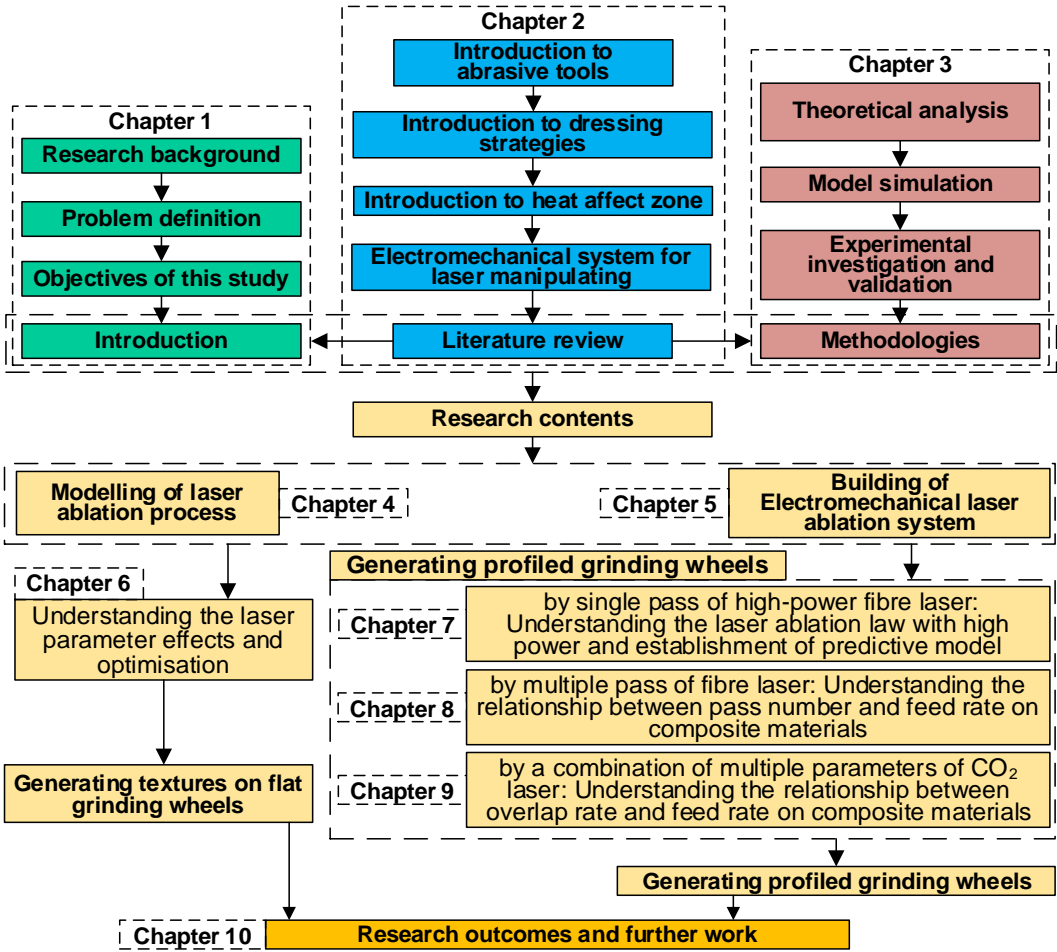 Chapter 1
Research background
Problem definition
Objectives of this study
Introduction
Chapter 2
Introduction to
abrasive tools
Introduction to dressing
strategies
Introduction to heat affect zone
Electromechanical system for
laser manipulating
Literature review
Chapter 3
Theoretical analysis
Model simulation
Experimental
investigation and
validation
Methodologies
Research contents
Modelling of laser
ablation process
Chapter 4
Chapter 5
Building of
Electromechanical laser
ablation system
Chapter 6
Understanding the laser
parameter effects and
optimisation
Generating textures on flat
grinding wheels
Generating profiled grinding wheels
Chapter 7
by single pass of high-power fibre laser:
Understanding the laser ablation law with high
power and establishment of predictive model
Chapter 8
by multiple pass of fibre laser: Understanding the
relationship between pass number and feed rate on
composite materials
Chapter 9
by a combination of multiple parameters of CO₂
laser: Understanding the relationship between
overlap rate and feed rate on composite materials
Generating profiled grinding wheels
Chapter 10
Research outcomes and further work